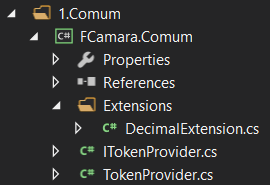 1.Comum
C# FCamara.Comum
Properties
References
Extensions
C# DecimalExtension.cs
C# ITokenProvider.cs
C# TokenProvider.cs